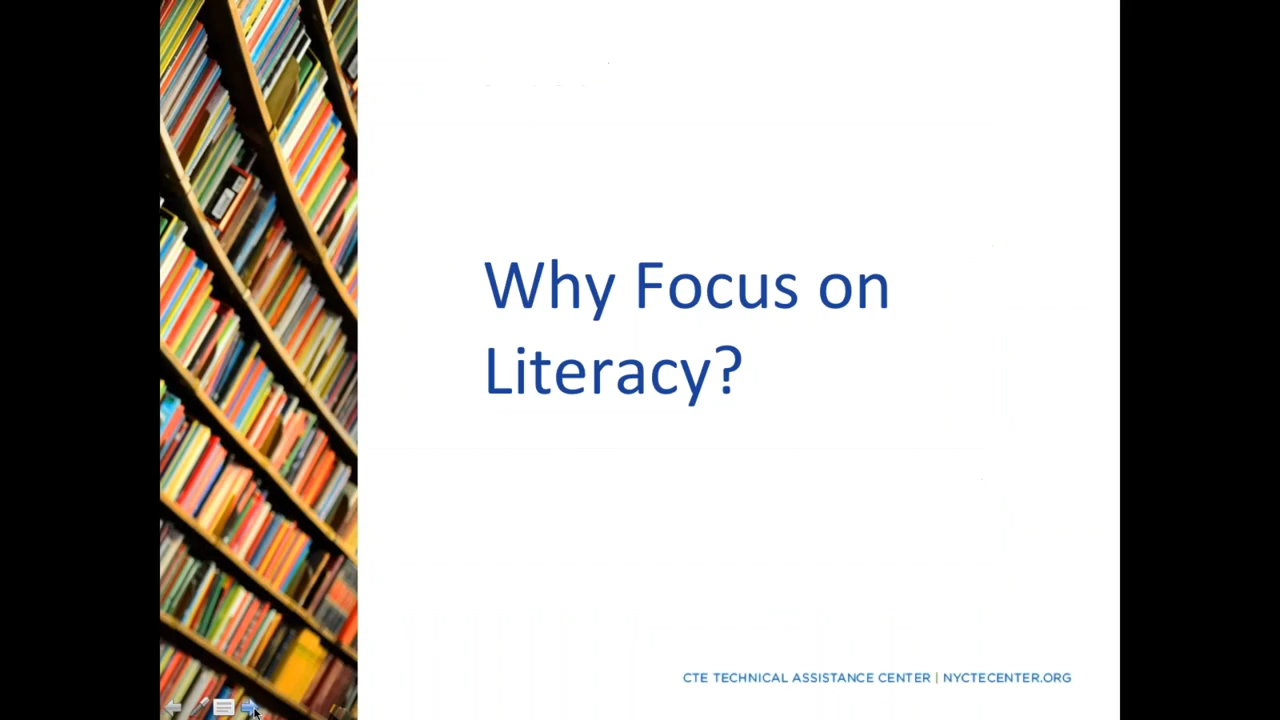 Why Focus on
Literacy?
CTE TECHNICAL ASSISTANCE CENTER | NYCTECENTER.ORG